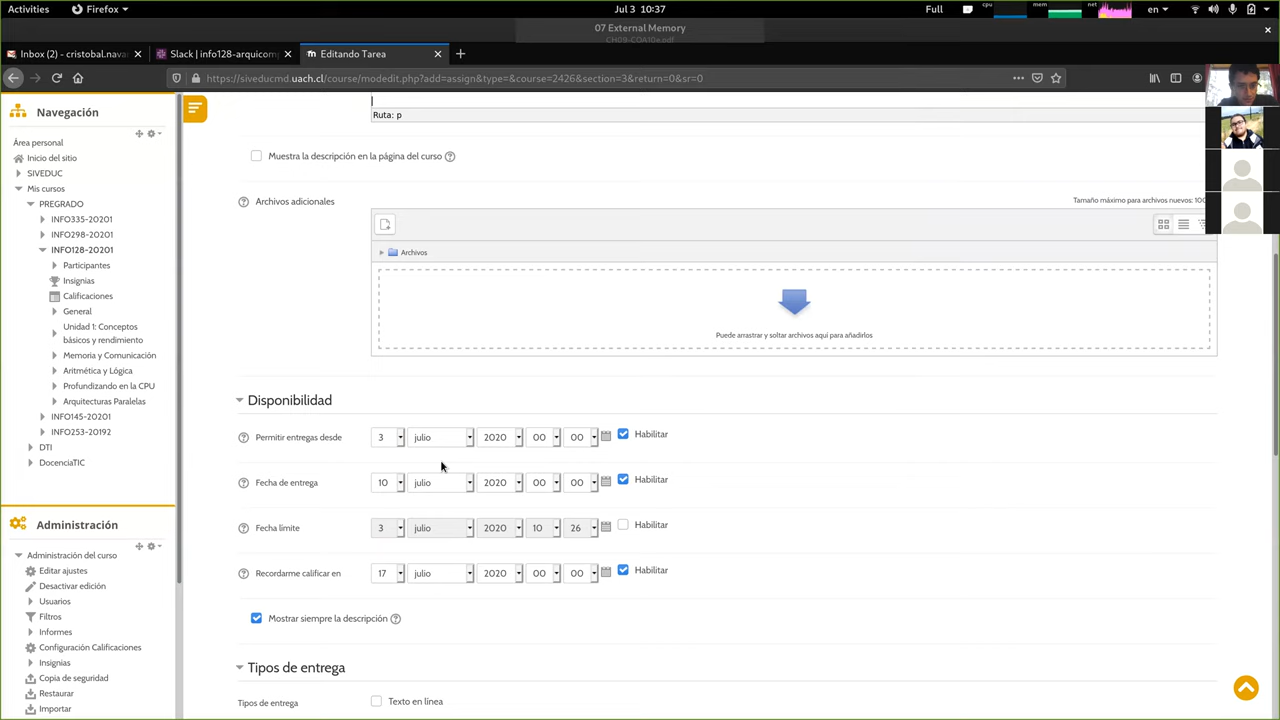 Activities
Firefox
Jul 3 10:37
Full
cpu
mem
net
en
07 External Memory
CH09-COA10e.pdf
Inbox (2) - cristobal.nava
Slack | info128-arquicom
Editando Tarea
https://siveducmd.uach.cl/course/modedit.php?add=assign&type=&course=2426&section=3&return=0&sr=0
Navegación
Área personal
Inicio del sitio
SIVEDUC
Mis cursos
PREGRADO
INFO335-20201
INFO298-20201
INFO128-20201
Participantes
Insignias
Calificaciones
General
Unidad 1: Conceptos
básicos y rendimiento
Memoria y Comunicación
Aritmética y Lógica
Profundizando en la CPU
Arquitecturas Paralelas
INFO145-20201
INFO253-20192
DTI
DocenciaTIC
Administración
Administración del curso
Editar ajustes
Desactivar edición
Usuarios
Filtros
Informes
Configuración Calificaciones
Insignias
Copia de seguridad
Restaurar
Importar
Ruta: p
Muestra la descripción en la página del curso
Archivos adicionales
Tamaño máximo para archivos nuevos: 100
Archivos
Puede arrastrar y soltar archivos aquí para añadirlos
Disponibilidad
Permitir entregas desde 3 julio 2020 00 00 Habilitar
Fecha de entrega 10 julio 2020 00 00 Habilitar
Fecha límite 3 julio 2020 10 26 Habilitar
Recordarme calificar en 17 julio 2020 00 00 Habilitar
Mostrar siempre la descripción
Tipos de entrega
Tipos de entrega Texto en línea